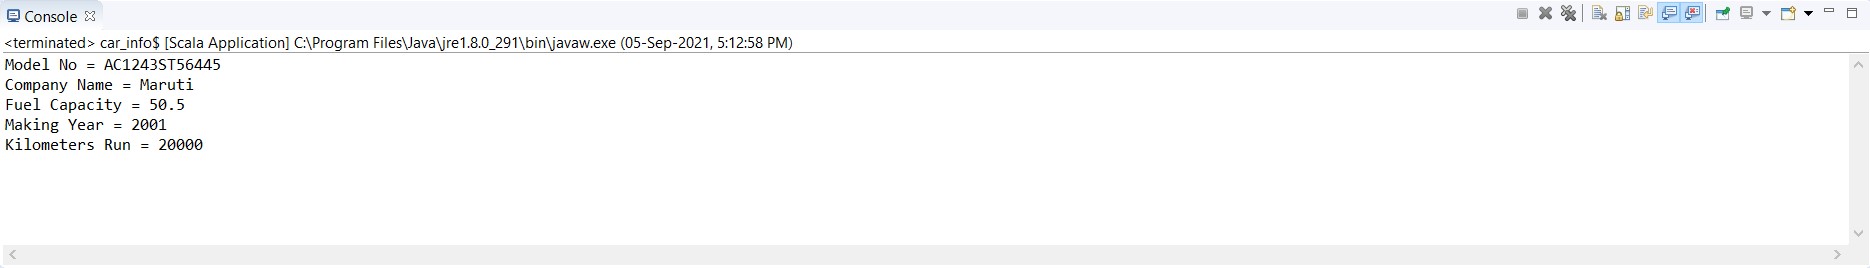 Console
<terminated> car_info$ [Scala Application] C:\Program Files\Java\jre1.8.0_291\bin\javaw.exe (05-Sep-2021, 5:12:58 PM)
Model No = AC1243ST56445
Company Name = Maruti
Fuel Capacity = 50.5
Making Year = 2001
Kilometers Run = 20000